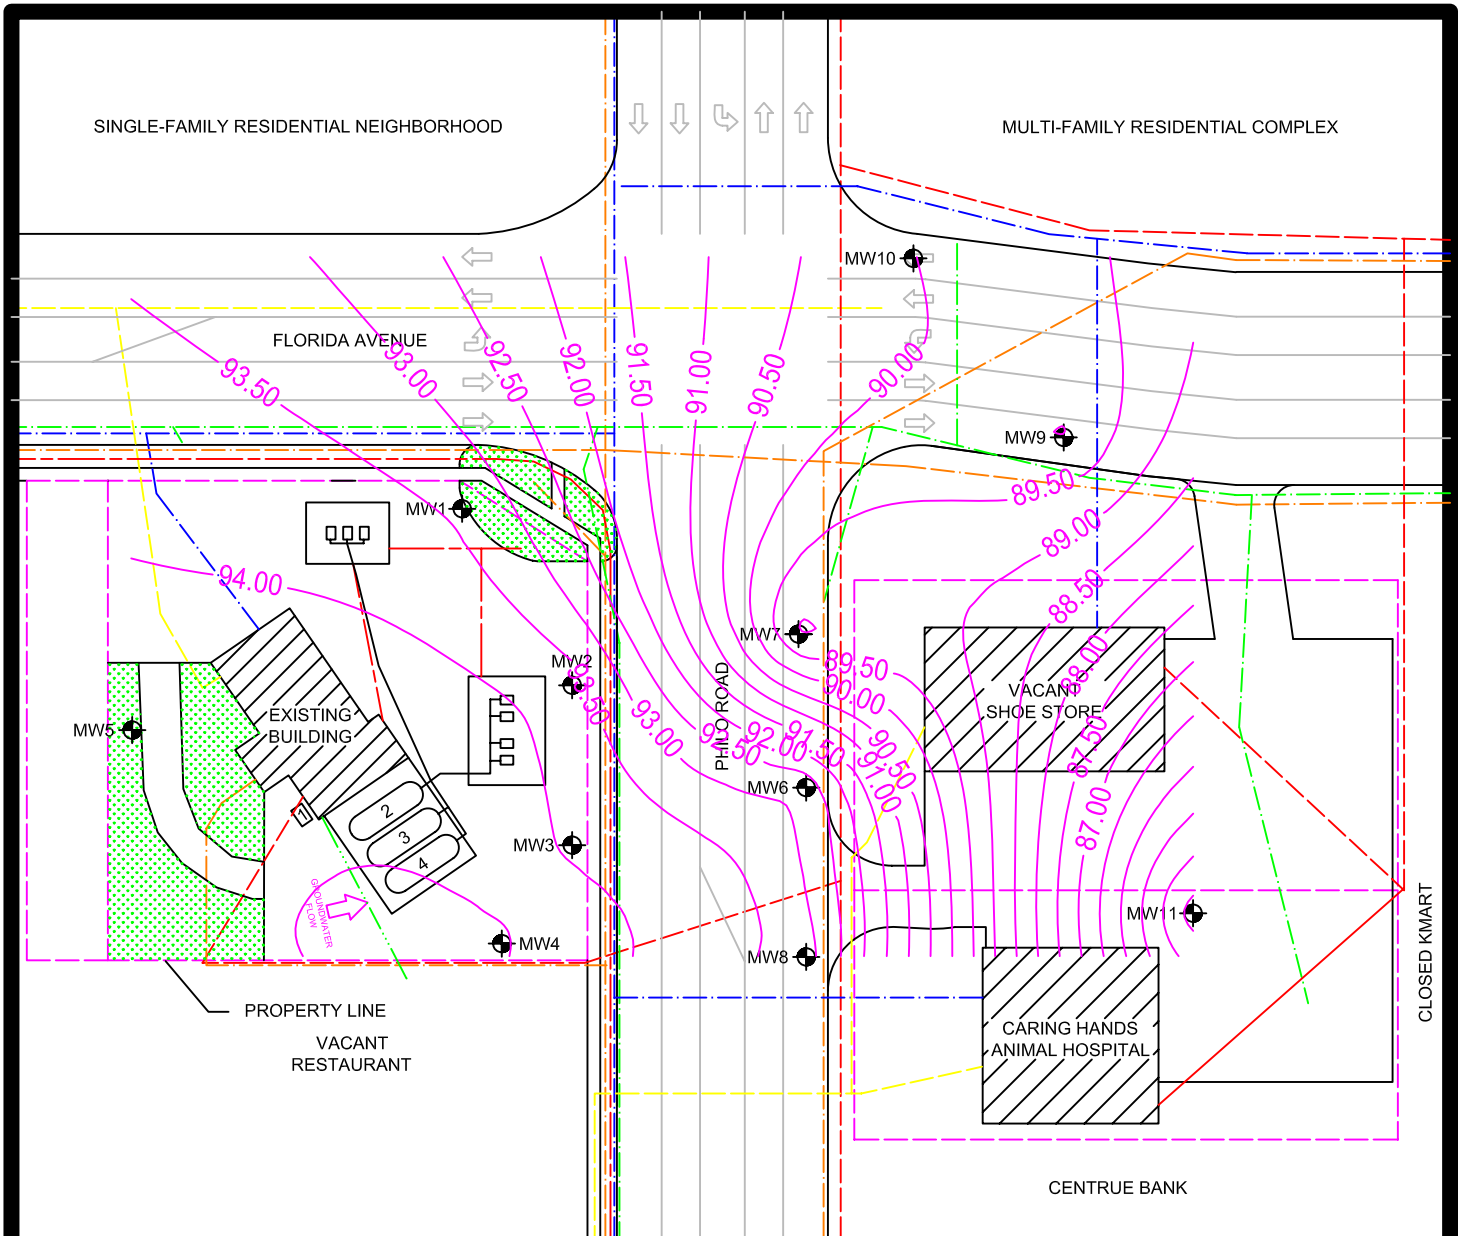 SINGLE-FAMILY RESIDENTIAL NEIGHBORHOOD
MULTI-FAMILY RESIDENTIAL COMPLEX
MW10
FLORIDA AVENUE
93.50
93.00
92.50
92.00
91.50
91.00
90.50
90.00
MW9
89.50
89.00
88.50
88.00
87.50
87.00
MW1
94.00
MW7
MW2
93.50
93.00
92.50
92.00
91.50
91.00
90.50
90.00
89.50
PHILO ROAD
VACANT
SHOE STORE
MW5
EXISTING
BUILDING
MW6
1
2
3
4
MW3
GROUNDWATER
FLOW
MW4
MW8
MW11
CLOSED KMART
PROPERTY LINE
VACANT
RESTAURANT
CARING HANDS
ANIMAL HOSPITAL
CENTRUE BANK